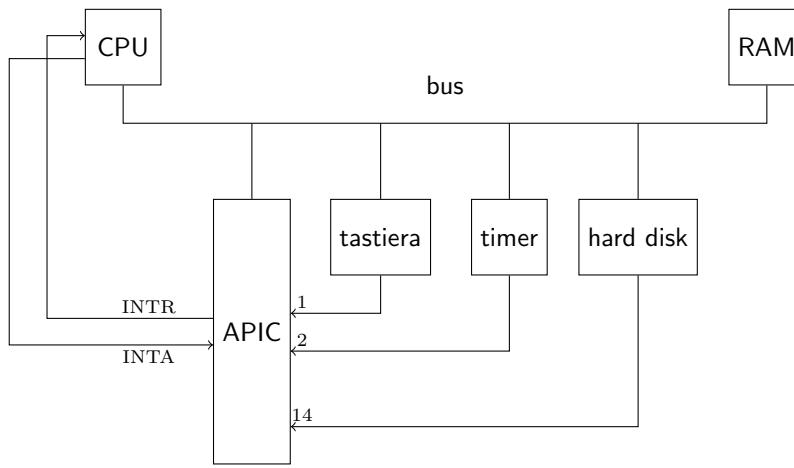 CPU
RAM
bus
tastiera
timer
hard disk
1
INTR
APIC
2
INTA
14